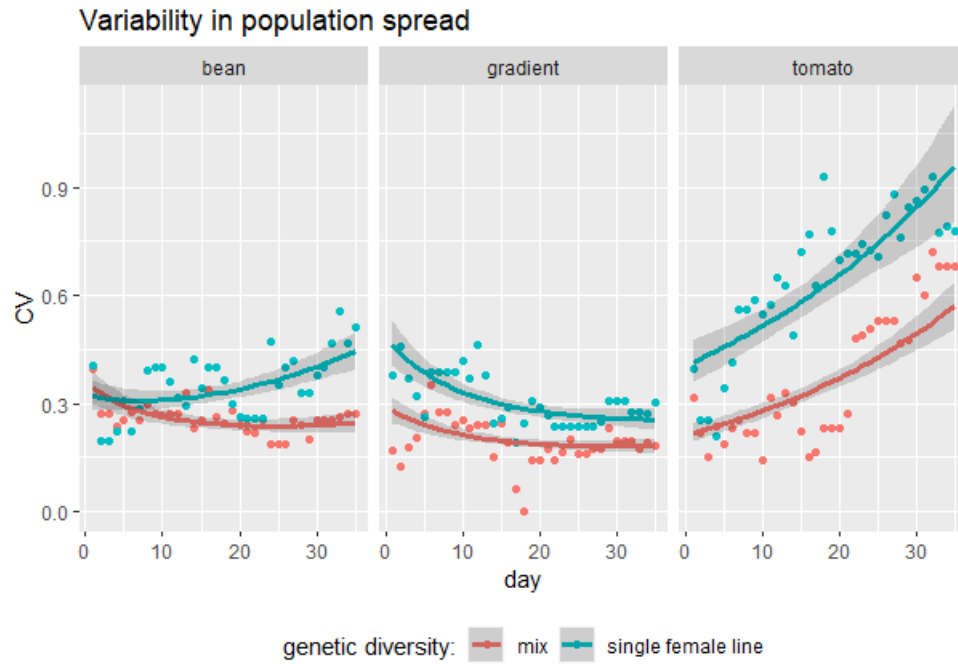 Variability in population spread
bean gradient tomato
CV
0.9
0.6
0.3
0.0
0 10 20 30 0 10 20 30 0 10 20 30
day
genetic diversity: mix single female line